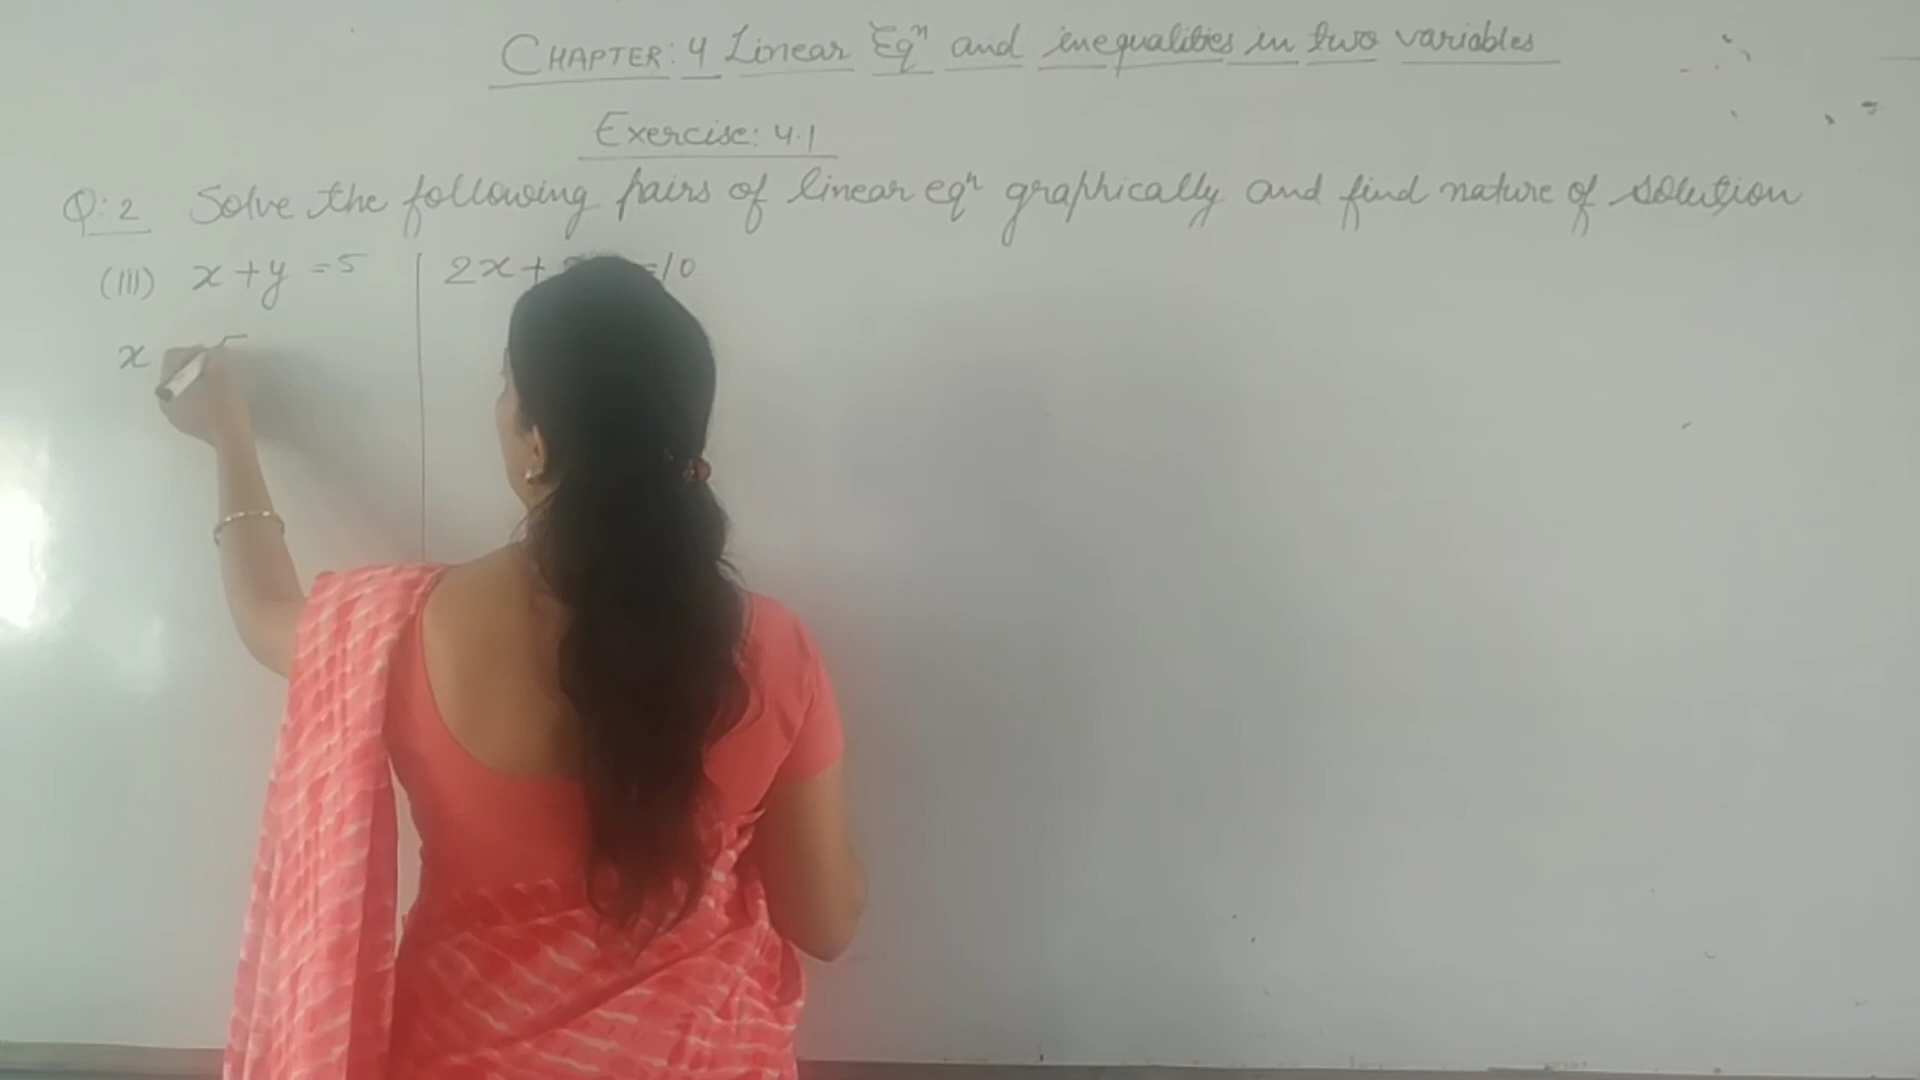 CHAPTER: 4 Linear Eqⁿ and inequalities in two variables
Exercise: 4.1
Q:2 Solve the following pairs of linear eqⁿ graphically and find nature of solution
(III) x+y =5 | 2x+ =10
x